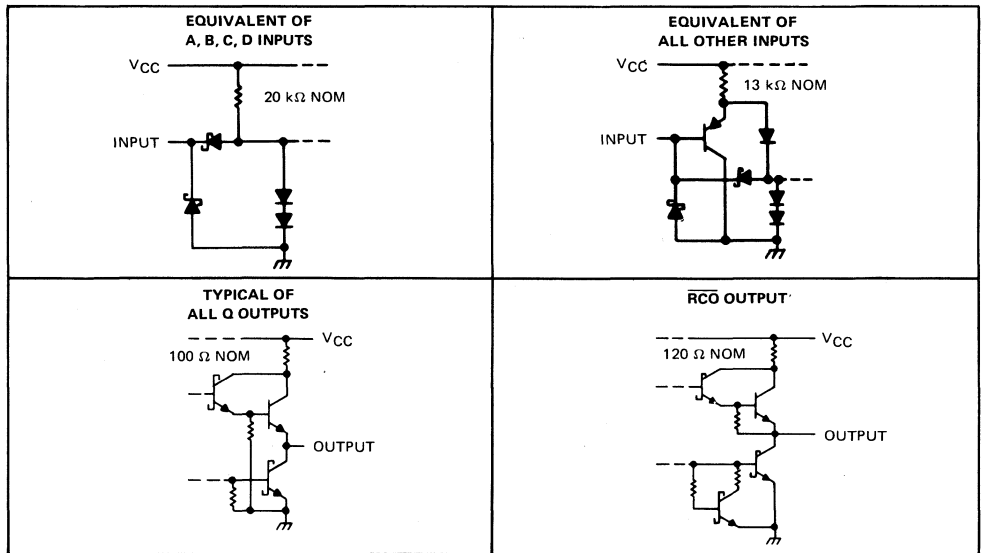 EQUIVALENT OF
A, B, C, D INPUTS
VCC
20 kΩ NOM
INPUT
EQUIVALENT OF
ALL OTHER INPUTS
VCC
13 kΩ NOM
INPUT
TYPICAL OF
ALL Q OUTPUTS
VCC
100 Ω NOM
OUTPUT
R̅C̅O̅ OUTPUT
VCC
120 Ω NOM
OUTPUT